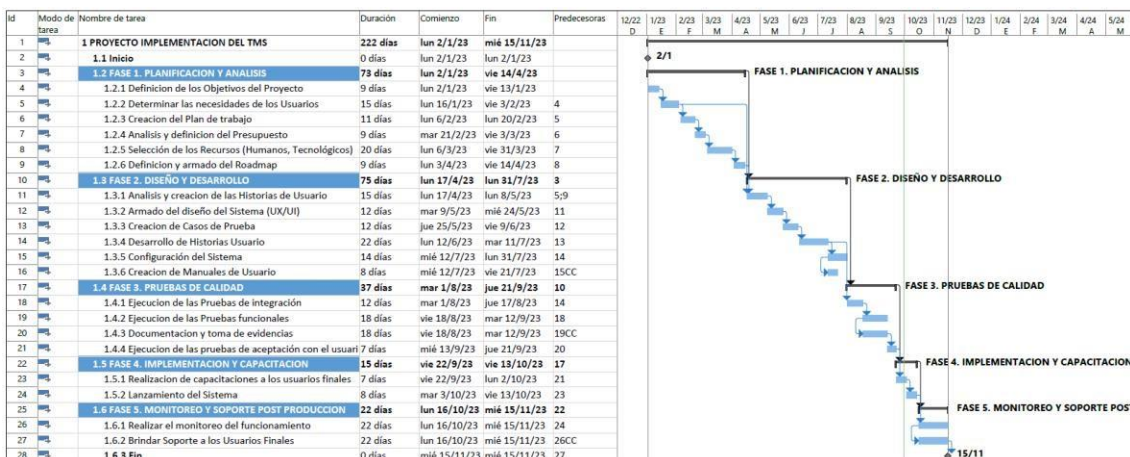 Id Modo de tarea Nombre de tarea Duración Comienzo Fin Predecesoras 12/22 1/23 2/23 3/23 4/23 5/23 6/23 7/23 8/23 9/23 10/23 11/23 12/23 1/24 2/24 3/24 4/24 5/24
D E F M A M J J A S O N D E F M A M
1 1 PROYECTO IMPLEMENTACION DEL TMS 222 días lun 2/1/23 mié 15/11/23
2 1.1 Inicio 0 días lun 2/1/23 lun 2/1/23 2/1
3 1.2 FASE 1. PLANIFICACION Y ANALISIS 73 días lun 2/1/23 vie 14/4/23 FASE 1. PLANIFICACION Y ANALISIS
4 1.2.1 Definicion de los Objetivos del Proyecto 9 días lun 2/1/23 vie 13/1/23
5 1.2.2 Determinar las necesidades de los Usuarios 15 días lun 16/1/23 vie 3/2/23 4
6 1.2.3 Creacion del Plan de trabajo 11 días lun 6/2/23 lun 20/2/23 5
7 1.2.4 Analisis y definicion del Presupuesto 9 días mar 21/2/23 vie 3/3/23 6
8 1.2.5 Selección de los Recursos (Humanos, Tecnológicos) 20 días lun 6/3/23 vie 31/3/23 7
9 1.2.6 Definicion y armado del Roadmap 9 días lun 3/4/23 vie 14/4/23 8
10 1.3 FASE 2. DISEÑO Y DESARROLLO 75 días lun 17/4/23 lun 31/7/23 3 FASE 2. DISEÑO Y DESARROLLO
11 1.3.1 Analisis y creacion de las Historias de Usuario 15 días lun 17/4/23 lun 8/5/23 5;9
12 1.3.2 Armado del diseño del Sistema (UX/UI) 12 días mar 9/5/23 mié 24/5/23 11
13 1.3.3 Creacion de Casos de Prueba 12 días jue 25/5/23 vie 9/6/23 12
14 1.3.4 Desarrollo de Historias Usuario 22 días lun 12/6/23 mar 11/7/23 13
15 1.3.5 Configuración del Sistema 14 días mié 12/7/23 lun 31/7/23 14
16 1.3.6 Creacion de Manuales de Usuario 8 días mié 12/7/23 vie 21/7/23 15CC
17 1.4 FASE 3. PRUEBAS DE CALIDAD 37 días mar 1/8/23 jue 21/9/23 10 FASE 3. PRUEBAS DE CALIDAD
18 1.4.1 Ejecucion de las Pruebas de integración 12 días mar 1/8/23 jue 17/8/23 14
19 1.4.2 Ejecucion de las Pruebas funcionales 18 días vie 18/8/23 mar 12/9/23 18
20 1.4.3 Documentacion y toma de evidencias 18 días vie 18/8/23 mar 12/9/23 19CC
21 1.4.4 Ejecucion de las pruebas de aceptación con el usuari 7 días mié 13/9/23 jue 21/9/23 20
22 1.5 FASE 4. IMPLEMENTACION Y CAPACITACION 15 días vie 22/9/23 vie 13/10/23 17 FASE 4. IMPLEMENTACION Y CAPACITACION
23 1.5.1 Realizacion de capacitaciones a los usuarios finales 7 días vie 22/9/23 lun 2/10/23 21
24 1.5.2 Lanzamiento del Sistema 8 días mar 3/10/23 vie 13/10/23 23
25 1.6 FASE 5. MONITOREO Y SOPORTE POST PRODUCCION 22 días lun 16/10/23 mié 15/11/23 22 FASE 5. MONITOREO Y SOPORTE POST
26 1.6.1 Realizar el monitoreo del funcionamiento 22 días lun 16/10/23 mié 15/11/23 24
27 1.6.2 Brindar Soporte a los Usuarios Finales 22 días lun 16/10/23 mié 15/11/23 26CC
28 1.6.3 Fin 0 días mié 15/11/23 mié 15/11/23 27 15/11